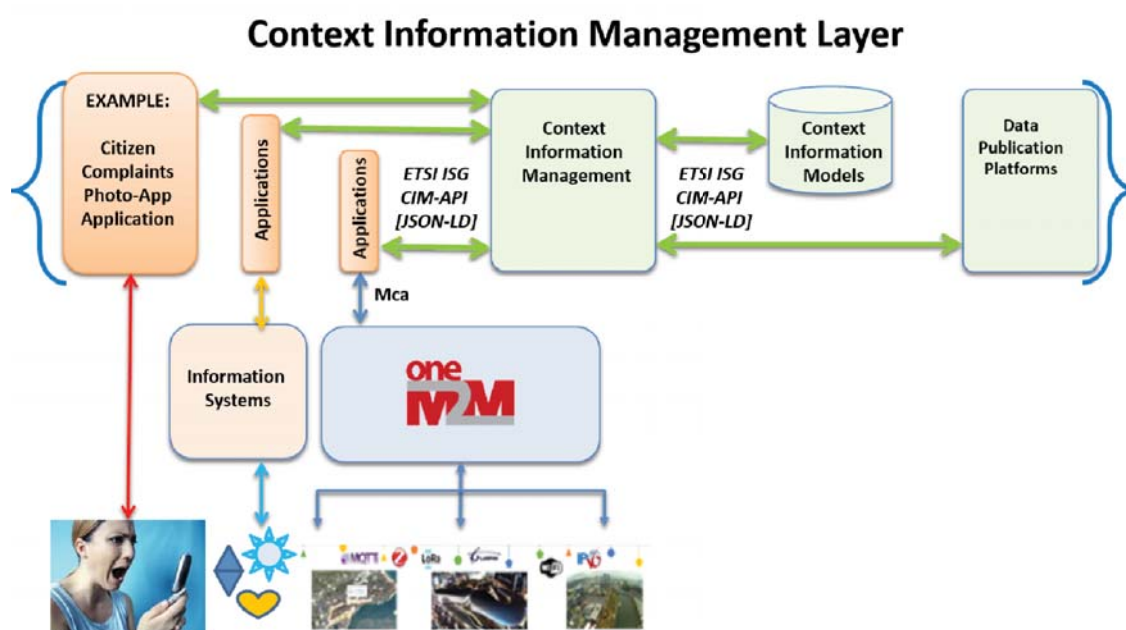 Context Information Management Layer
EXAMPLE:
Citizen
Complaints
Photo-App
Application
Applications
Applications
ETSI ISG
CIM-API
[JSON-LD]
Context
Information
Management
ETSI ISG
CIM-API
[JSON-LD]
Context
Information
Models
Data
Publication
Platforms
Mca
Information
Systems
one
M2M
MQTT
LoRa
WiFi
IPv6